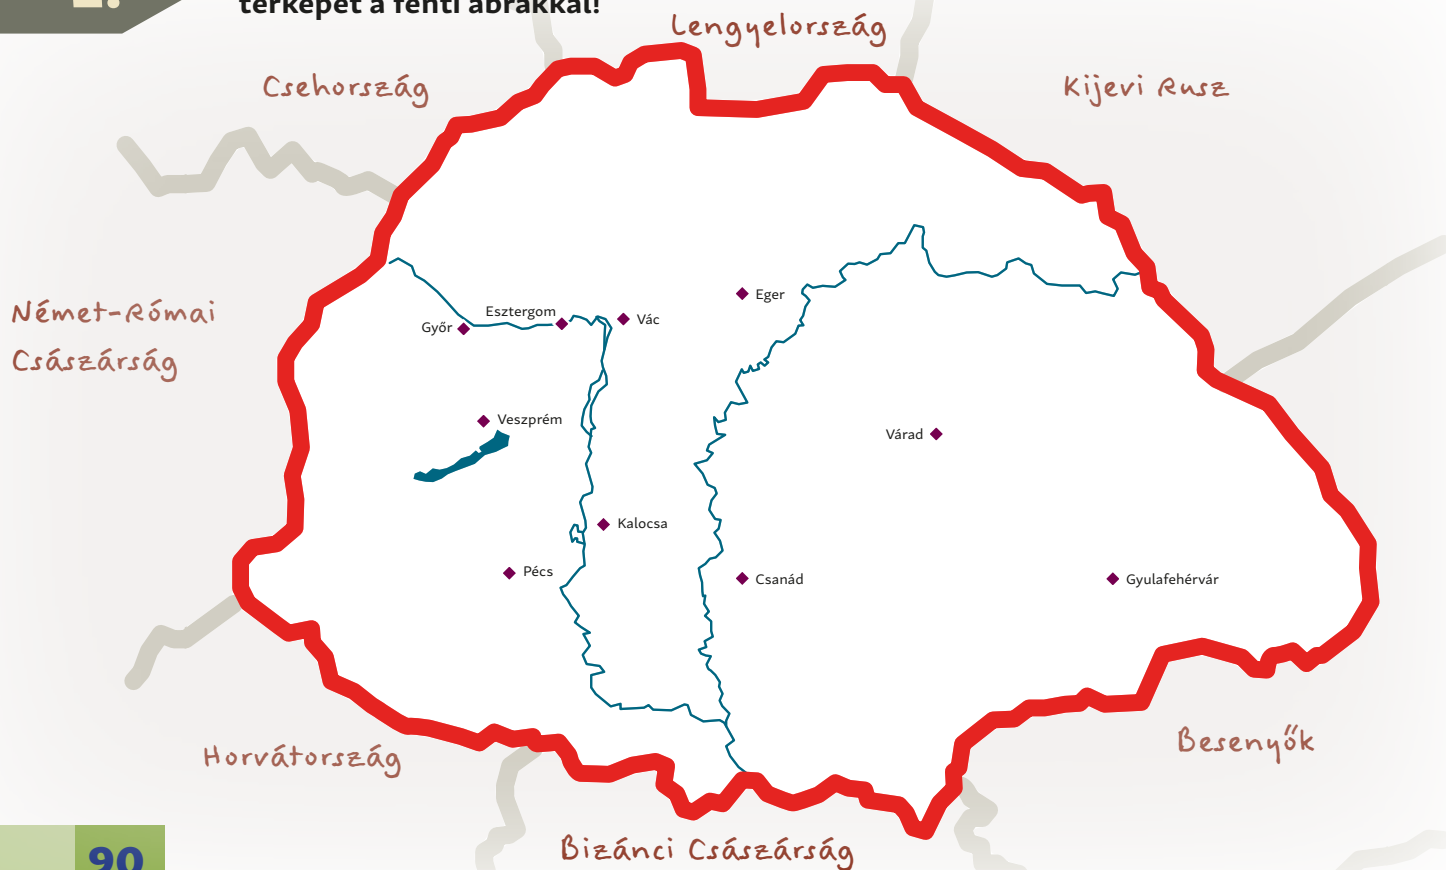 térképet a fenti ábrákkal!
Lengyelország
Csehország
Kijevi Rusz
Német-Római
Császárság
Eger
Esztergom
Vác
Győr
Veszprém
Várad
Kalocsa
Pécs
Csanád
Gyulafehérvár
Horvátország
Besenyők
Bizánci Császárság
90